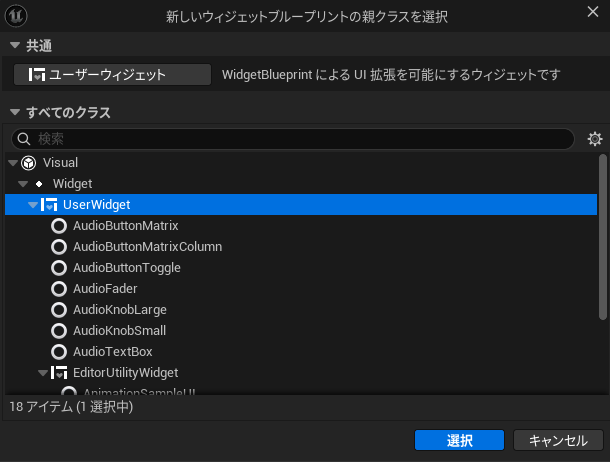 新しいウィジェットブループリントの親クラスを選択
共通
ユーザーウィジェット WidgetBlueprint による UI 拡張を可能にするウィジェットです
すべてのクラス
検索
Visual
Widget
UserWidget
AudioButtonMatrix
AudioButtonMatrixColumn
AudioButtonToggle
AudioFader
AudioKnobLarge
AudioKnobSmall
AudioTextBox
EditorUtilityWidget
AnimationSampleUI
18 アイテム (1 選択中)
選択 キャンセル